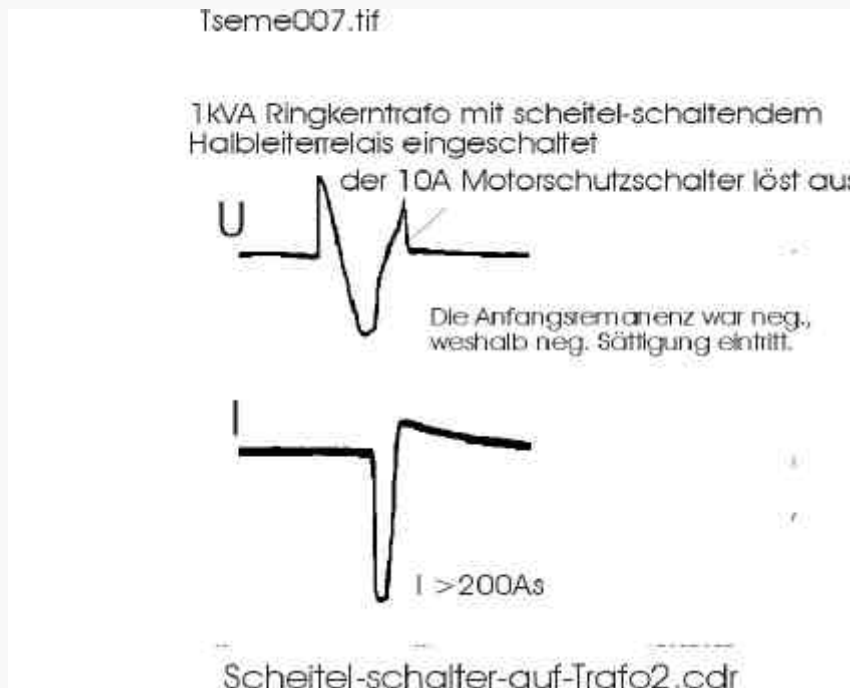 Tseme007.tif
1kVA Ringkerntrafo mit scheitel-schaltendem
Halbleiterrelais eingeschaltet
der 10A Motorschutzschalter löst aus
U
Die Anfangsremanenz war neg.,
weshalb neg. Sättigung eintritt.
I
I >200As
Scheitel-schalter-auf-Trafo2.cdr